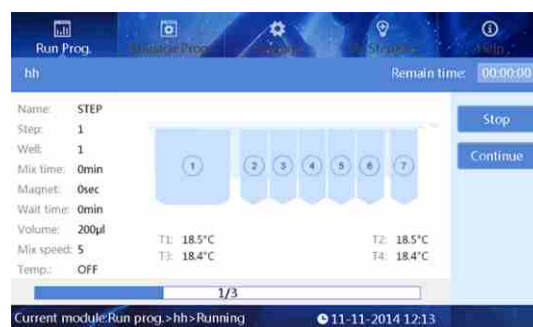 Run Prog.
hh
Remain time: 00:00:00
Name: STEP
Step: 1
Well: 1
Mix time: 0min
Magnet: 0sec
Wait time: 0min
Volume: 200µl
Mix speed: 5
Temp.: OFF
1 2 3 4 5 6 7
T1: 18.5°C T2: 18.5°C
T3: 18.4°C T4: 18.4°C
Stop
Continue
1/3
Current module:Run prog.>hh>Running 11-11-2014 12:13